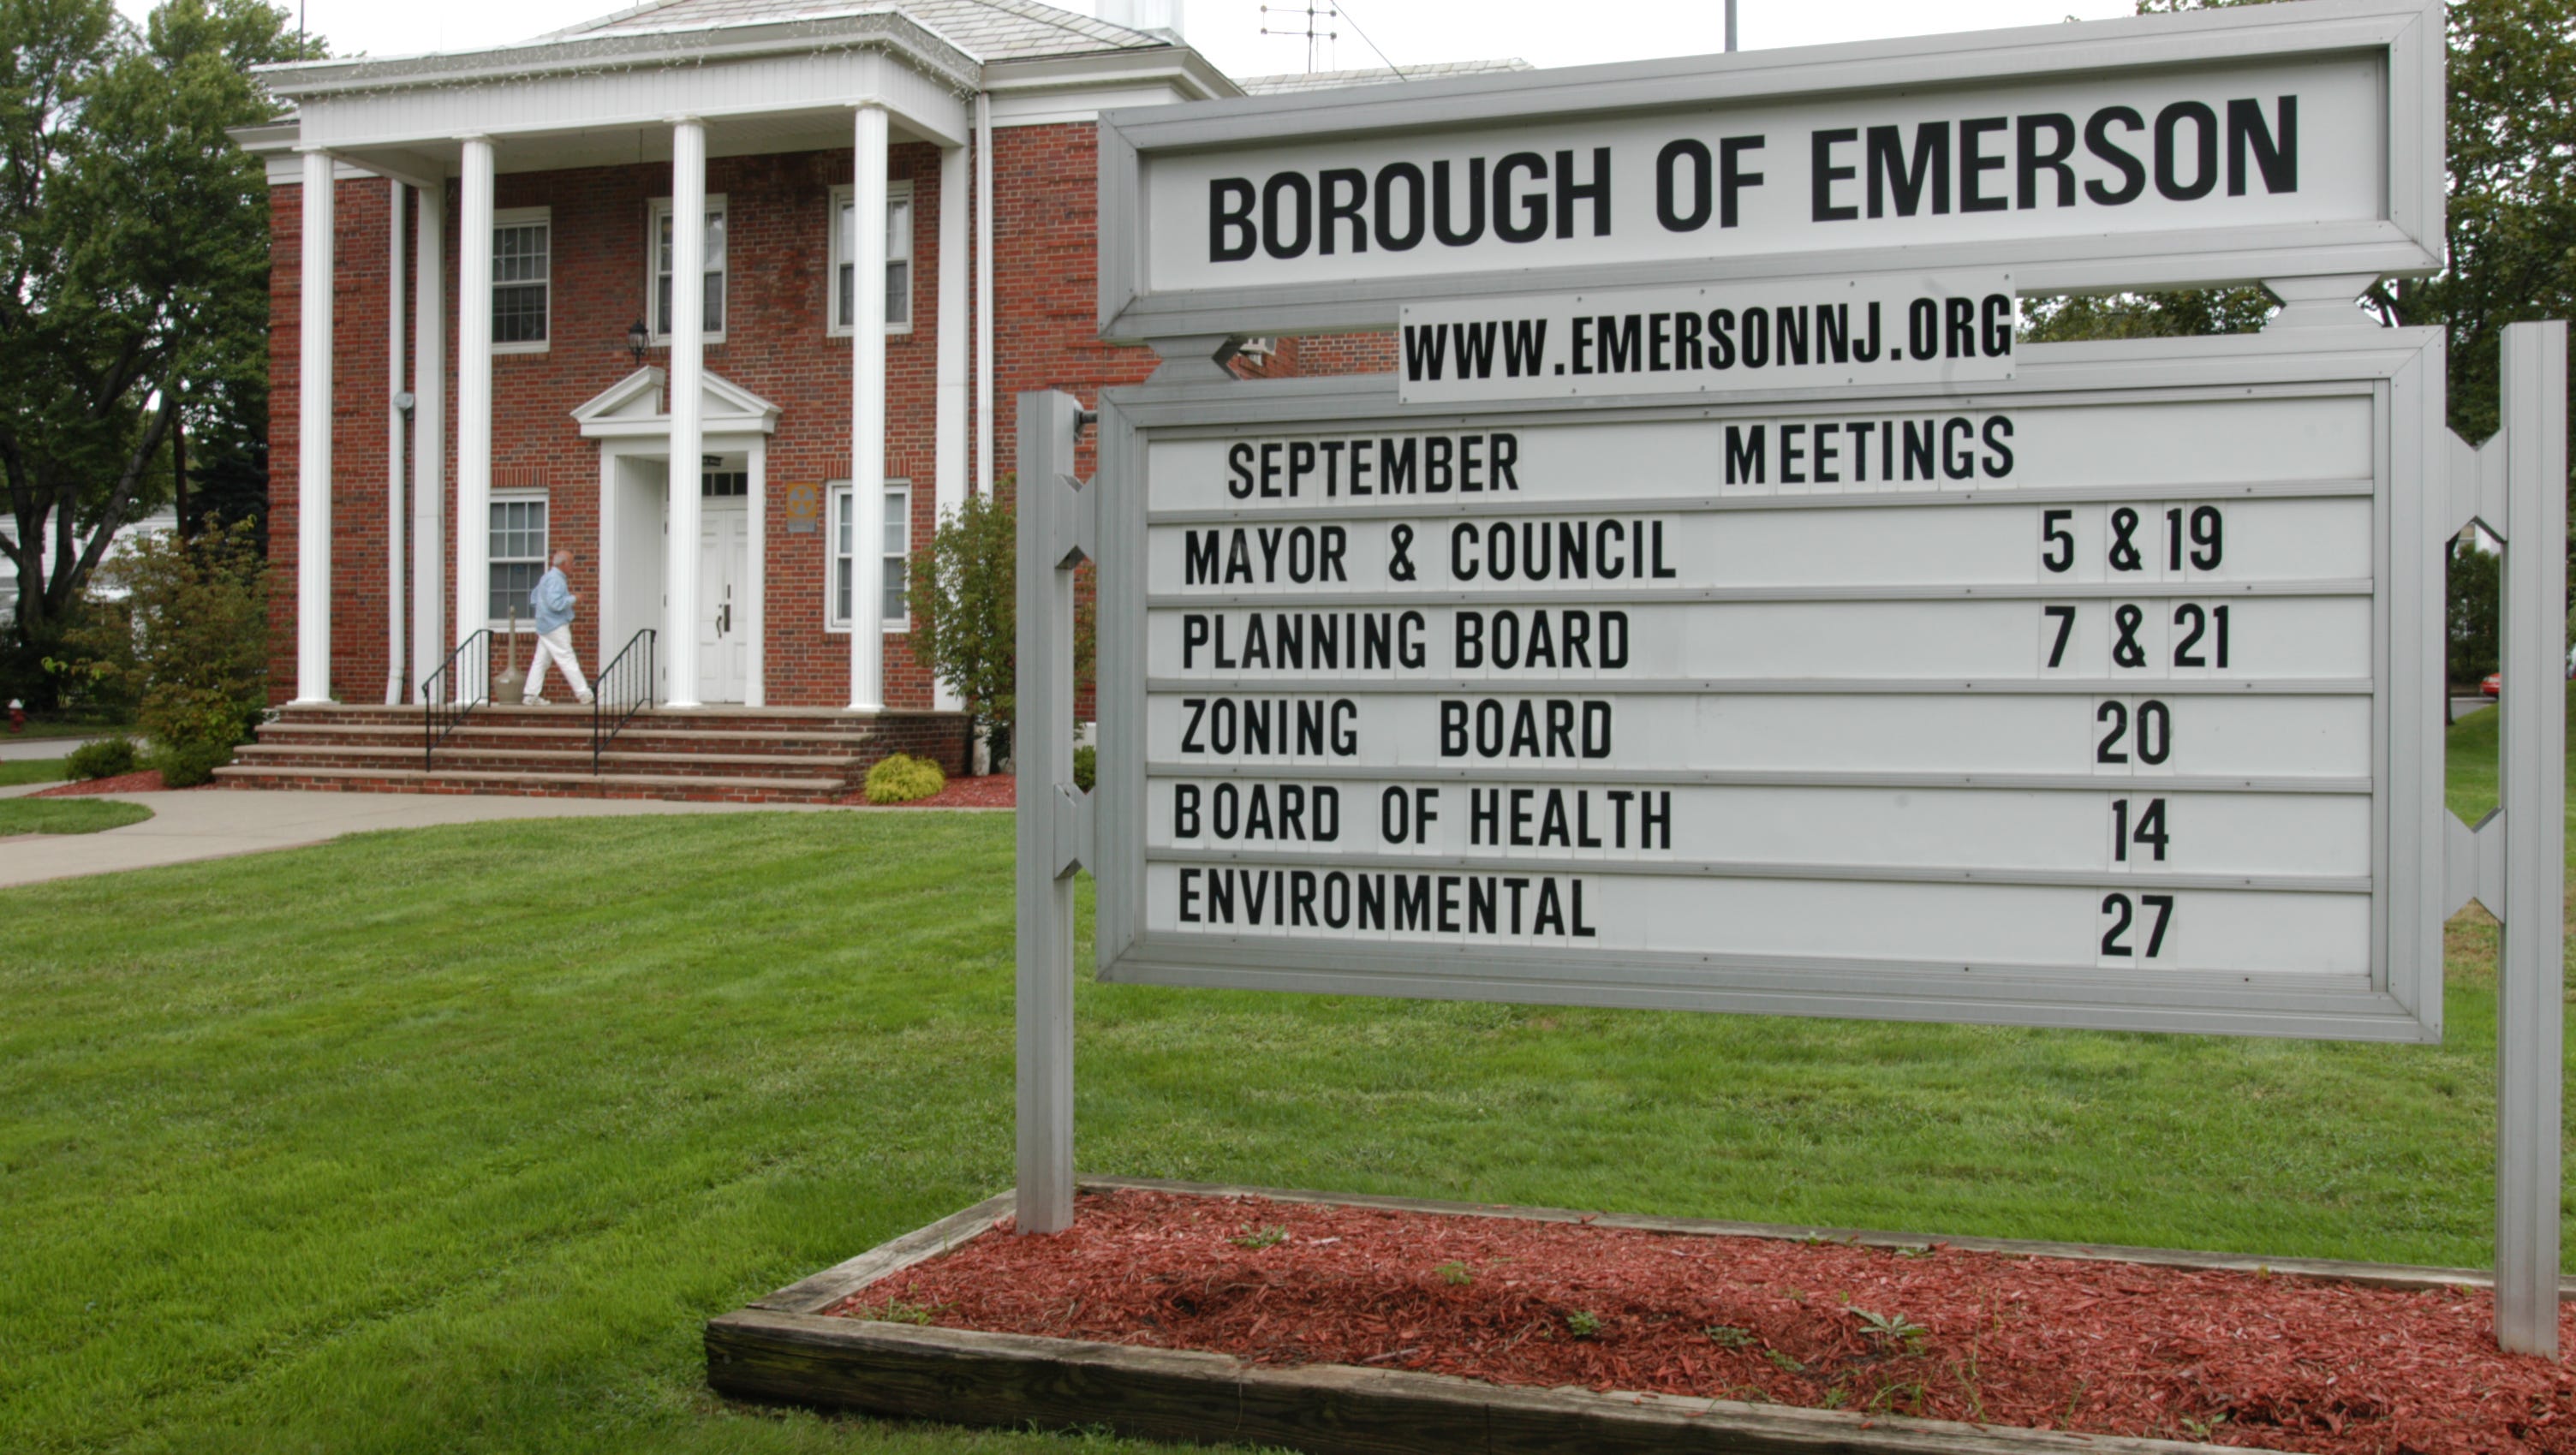 BOROUGH OF EMERSON
WWW.EMERSONNJ.ORG
SEPTEMBER MEETINGS
MAYOR & COUNCIL 5 & 19
PLANNING BOARD 7 & 21
ZONING BOARD 20
BOARD OF HEALTH 14
ENVIRONMENTAL 27